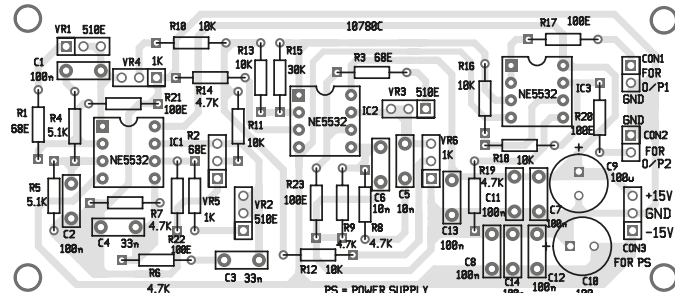 VR1 510E
R10 10K
10780C
R17 100E
C1
100n
VR4 1K
R13
10K
R15
30K
R3 68E
VR3 510E
CON1
FOR
O/P1
GND
R14
4.7K
R16
10K
NE5532
IC3
R20
100E
GND
CON2
FOR
O/P2
R1
68E
R4
5.1K
R21
100E
IC1
NE5532
R2
68E
R11
10K
IC2
NE5532
VR6
1K
R18 10K
+
C9
100u
R5
5.1K
C2
100n
R7
4.7K
VR5
1K
VR2
510E
R23
100E
C6
10n
C5
10n
R19
4.7K
C11
100n
C7
100n
+15V
GND
-15V
CON3
FOR PS
C4 33n
R22
100E
R9
4.7K
R8
4.7K
C13
100n
R6
4.7K
C3 33n
R12 10K
C8
100n
C14
100n
C12
100n
+
C10
100u
PS = POWER SUPPLY